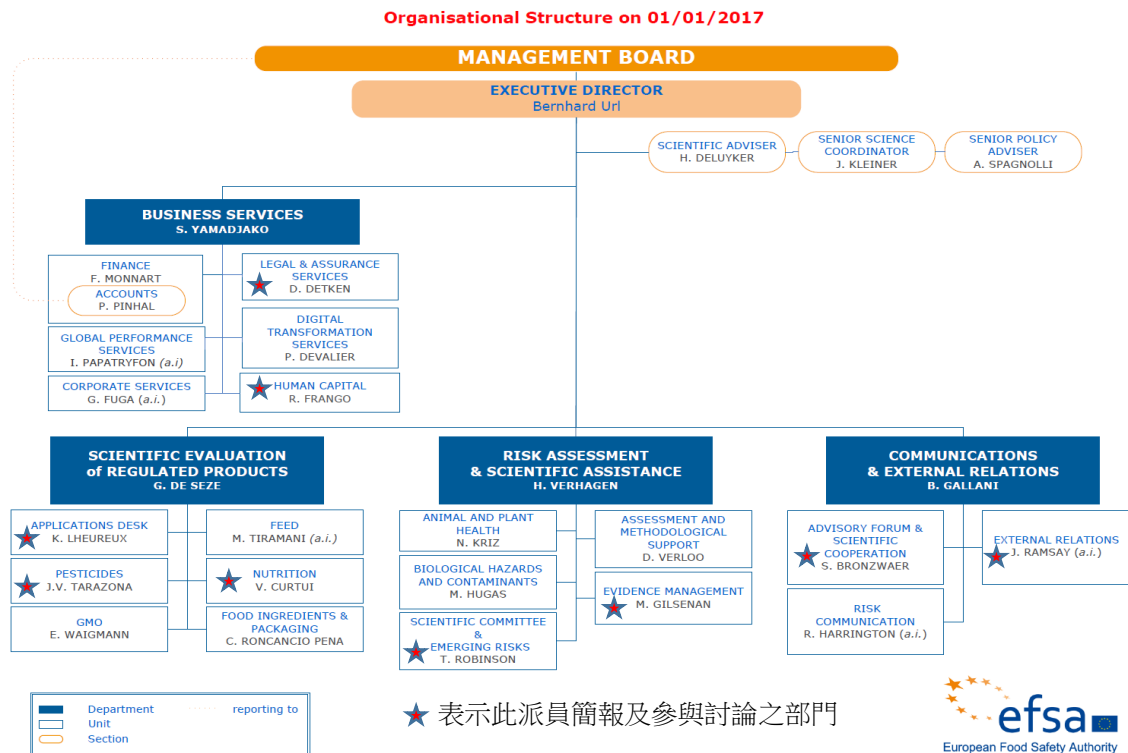 Organisational Structure on 01/01/2017
MANAGEMENT BOARD
EXECUTIVE DIRECTOR
Bernhard Url
SCIENTIFIC ADVISER
H. DELUYKER
SENIOR SCIENCE
COORDINATOR
J. KLEINER
SENIOR POLICY
ADVISER
A. SPAGNOLLI
BUSINESS SERVICES
S. YAMADJAKO
FINANCE
F. MONNART
ACCOUNTS
P. PINHAL
LEGAL & ASSURANCE
SERVICES
D. DETKEN
GLOBAL PERFORMANCE
SERVICES
I. PAPATRYFON (a.i)
DIGITAL
TRANSFORMATION
SERVICES
P. DEVALIER
CORPORATE SERVICES
G. FUGA (a.i.)
HUMAN CAPITAL
R. FRANGO
SCIENTIFIC EVALUATION
of REGULATED PRODUCTS
G. DE SEZE
APPLICATIONS DESK
K. LHEUREUX
FEED
M. TIRAMANI (a.i.)
PESTICIDES
J.V. TARAZONA
NUTRITION
V. CURTUI
GMO
E. WAIGMANN
FOOD INGREDIENTS &
PACKAGING
C. RONCANCIO PENA
RISK ASSESSMENT
& SCIENTIFIC ASSISTANCE
H. VERHAGEN
ANIMAL AND PLANT
HEALTH
N. KRIZ
ASSESSMENT AND
METHODOLOGICAL
SUPPORT
D. VERLOO
BIOLOGICAL HAZARDS
AND CONTAMINANTS
M. HUGAS
EVIDENCE MANAGEMENT
M. GILSENAN
SCIENTIFIC COMMITTEE
&
EMERGING RISKS
T. ROBINSON
COMMUNICATIONS
& EXTERNAL RELATIONS
B. GALLANI
ADVISORY FORUM &
SCIENTIFIC
COOPERATION
S. BRONZWAER
EXTERNAL RELATIONS
J. RAMSAY (a.i.)
RISK
COMMUNICATION
R. HARRINGTON (a.i.)
Department reporting to
Unit
Section
表示此派員簡報及參與討論之部門
efsa
European Food Safety Authority